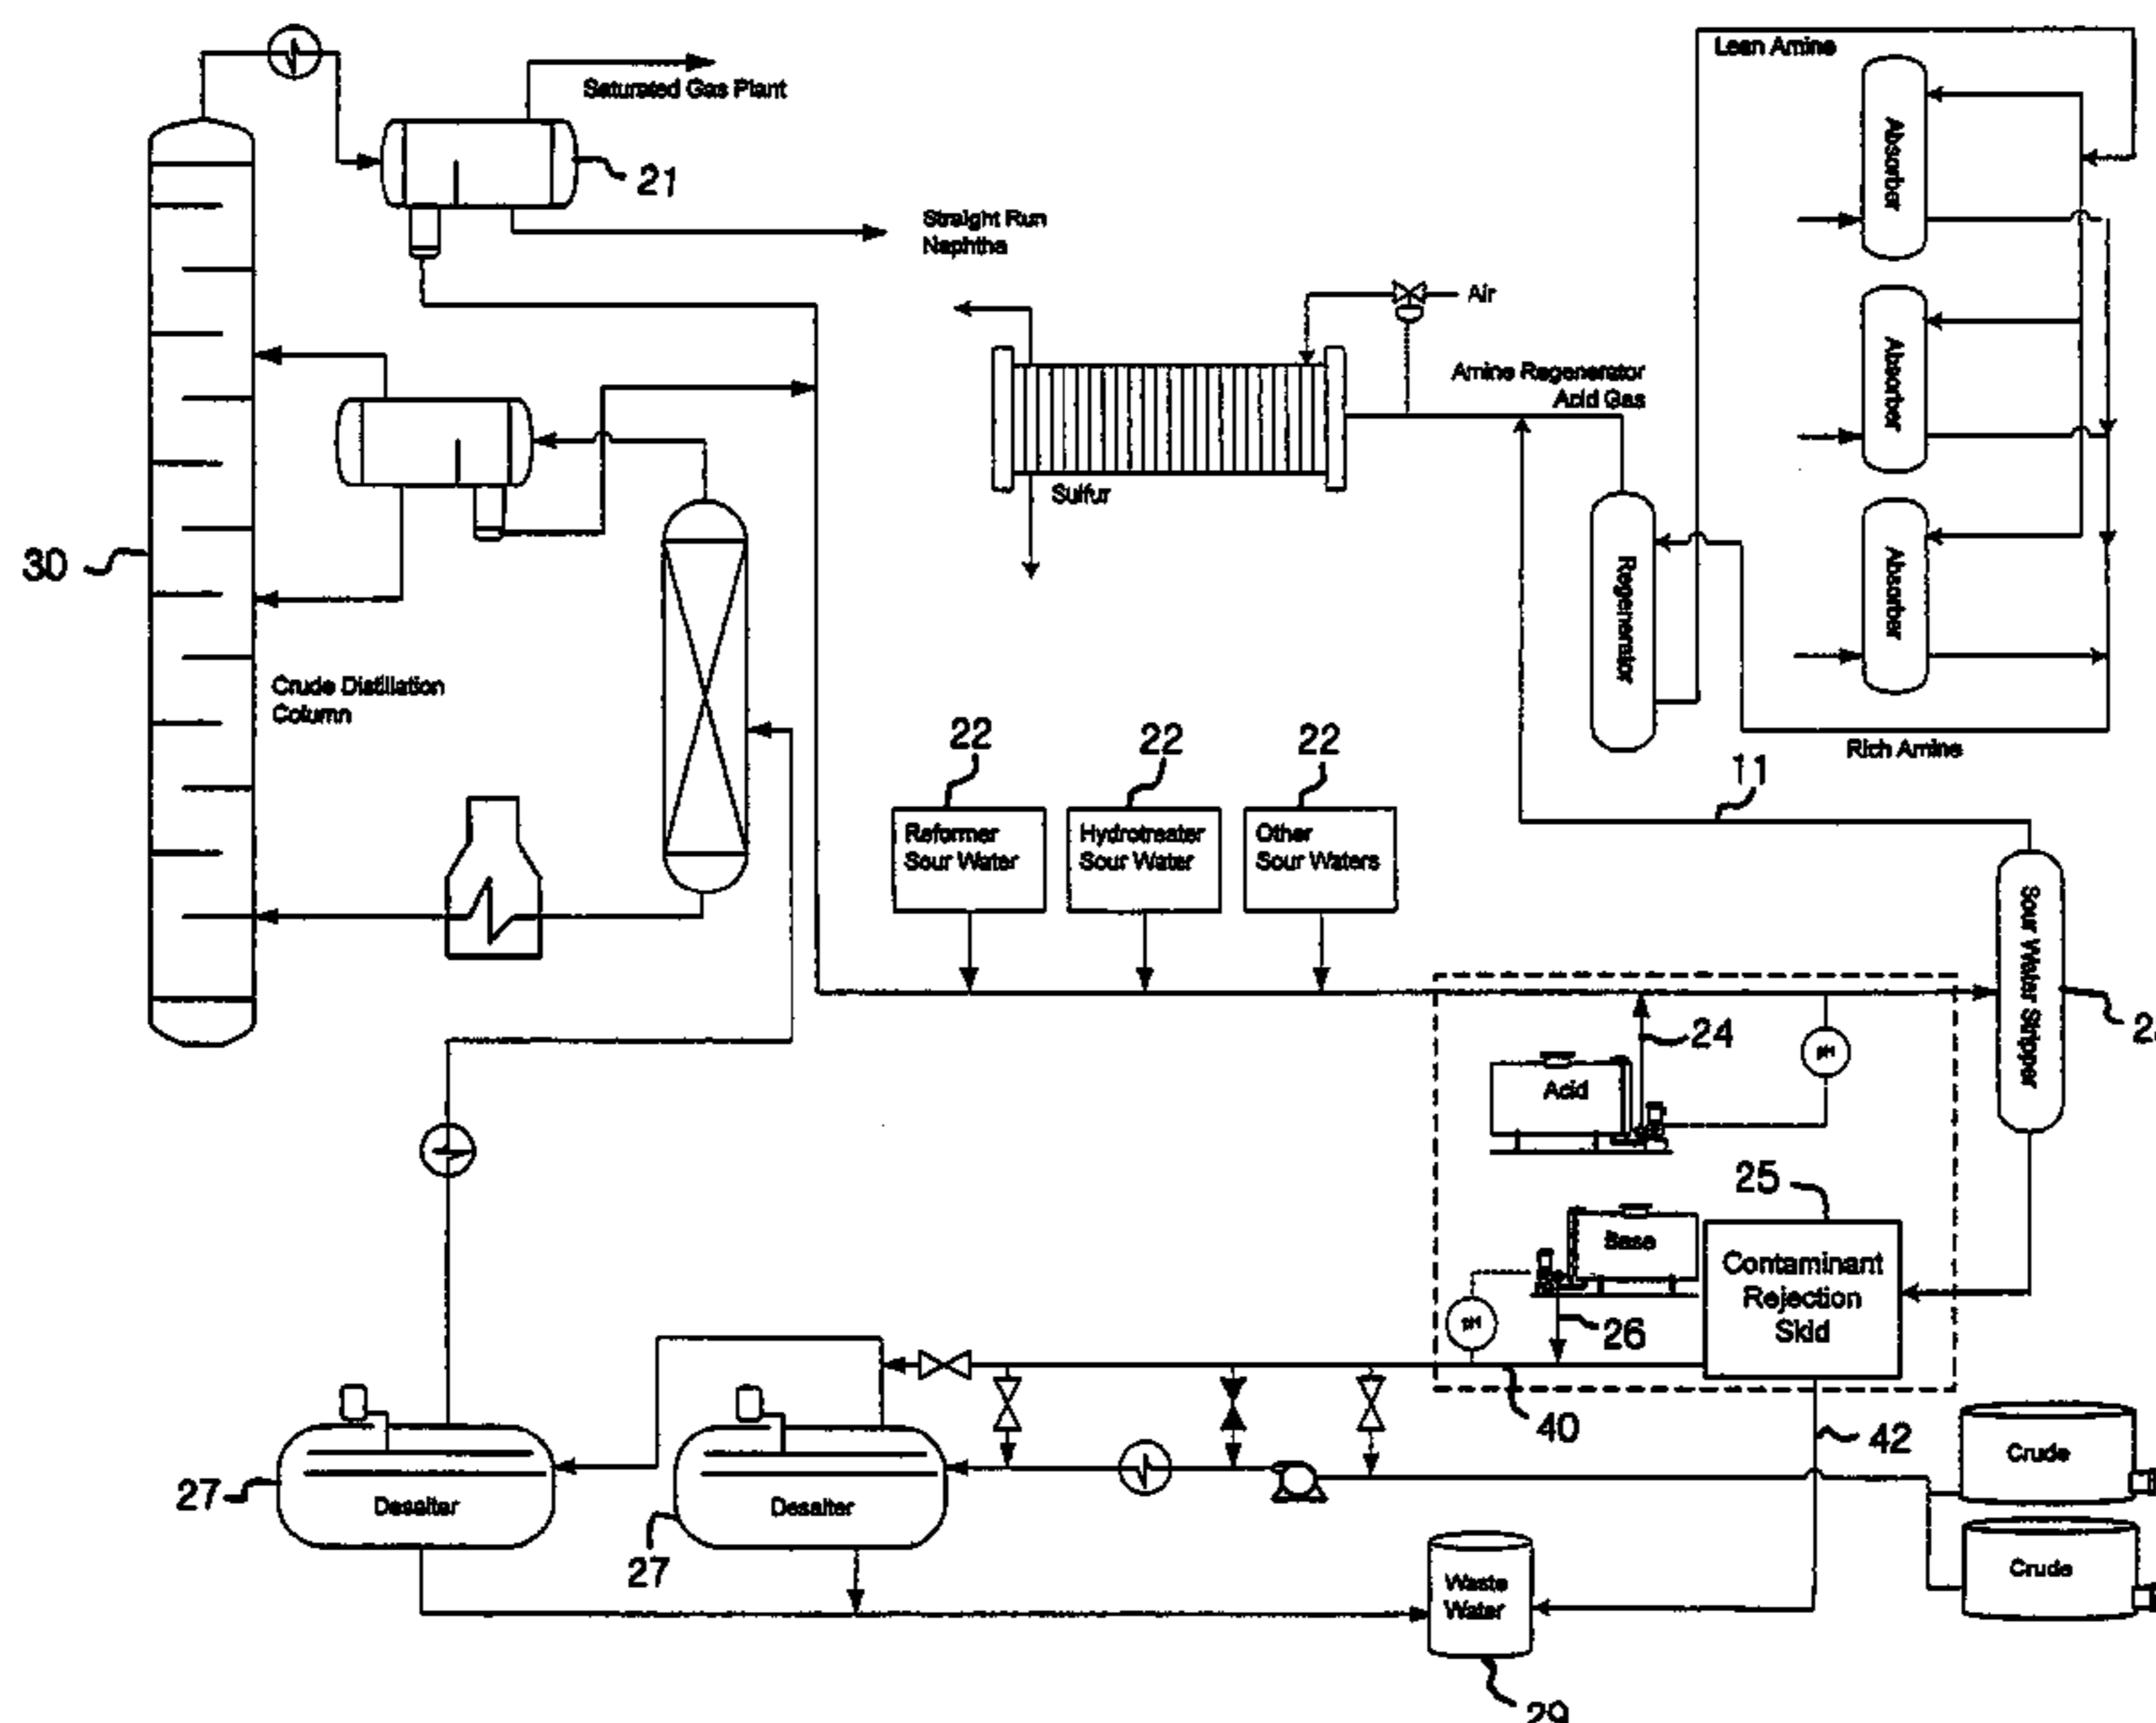 Lean Amine
Saturated Gas Plant
21
Straight Run
Naphtha
Absorber
Air
Amine Regenerator
Acid Gas
Absorber
Sulfur
30
Regenerator
Absorber
Crude Distillation
Column
Rich Amine
22
22
22
11
Reformer
Sour Water
Hydrotreater
Sour Water
Other
Sour Waters
Sour Water Stripper
24
pH
Acid
25
Base
Contaminant
Rejection
Skid
pH
26
40
42
Crude
27
Desalter
Desalter
27
Crude
Waste
Water
29